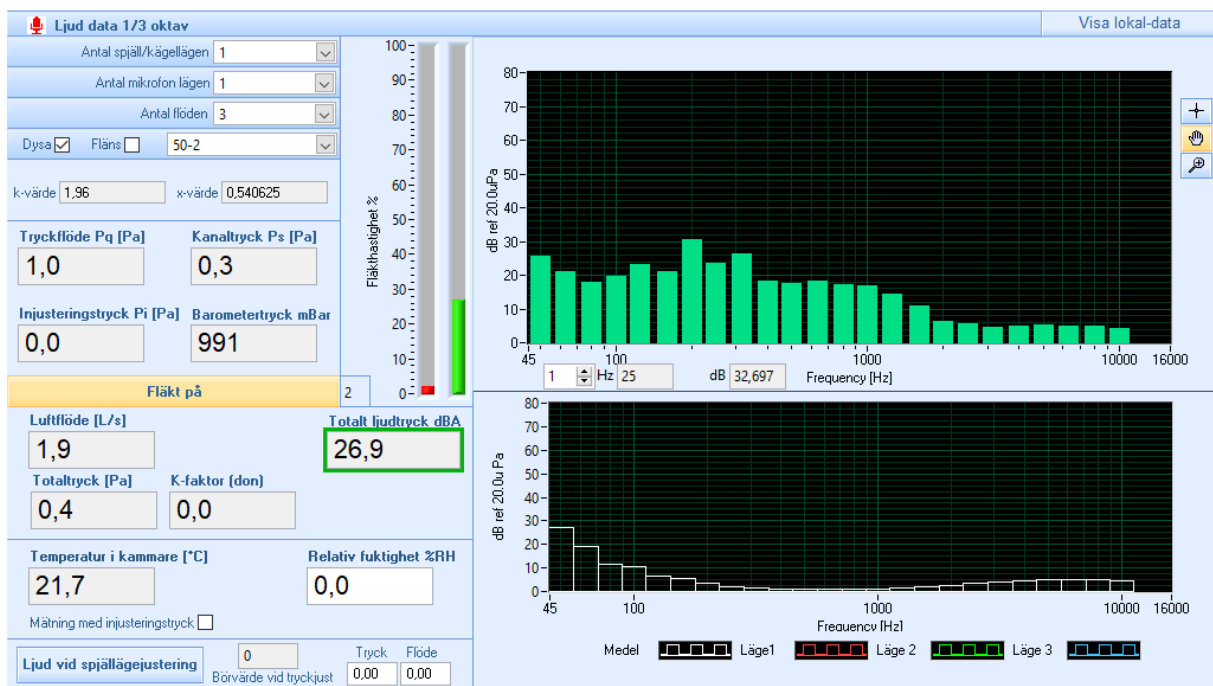 Ljud data 1/3 oktav
Visa lokal-data
Antal spjäll/kägellägen 1
Antal mikrofon lägen 1
Antal flöden 3
Dysa Fläns 50-2
k-värde 1,96 x-värde 0,540625
Tryckflöde Pq [Pa] Kanaltryck Ps [Pa]
1,0 0,3
Injusteringstryck Pi [Pa] Barometertryck mBar
0,0 991
Fläkt på
2
Luftflöde [L/s] Totalt ljudtryck dBA
1,9 26,9
Totaltryck [Pa] K-faktor (don)
0,4 0,0
Temperatur i kammare [°C] Relativ fuktighet %RH
21,7 0,0
Mätning med injusteringstryck
Ljud vid spjällägejustering
0
Börvärde vid tryckjust
Tryck Flöde
0,00 0,00
Fläkthastighet %
100
90
80
70
60
50
40
30
20
10
0
dB ref 20.0uPa
80
70
60
50
40
30
20
10
0
45 100 1000 10000 16000
1 Hz 25 dB 32,697 Frequency [Hz]
dB ref 20.0u Pa
80
70
60
50
40
30
20
10
0
45 100 1000 10000 16000
Frequency [Hz]
Medel Läge1 Läge 2 Läge 3